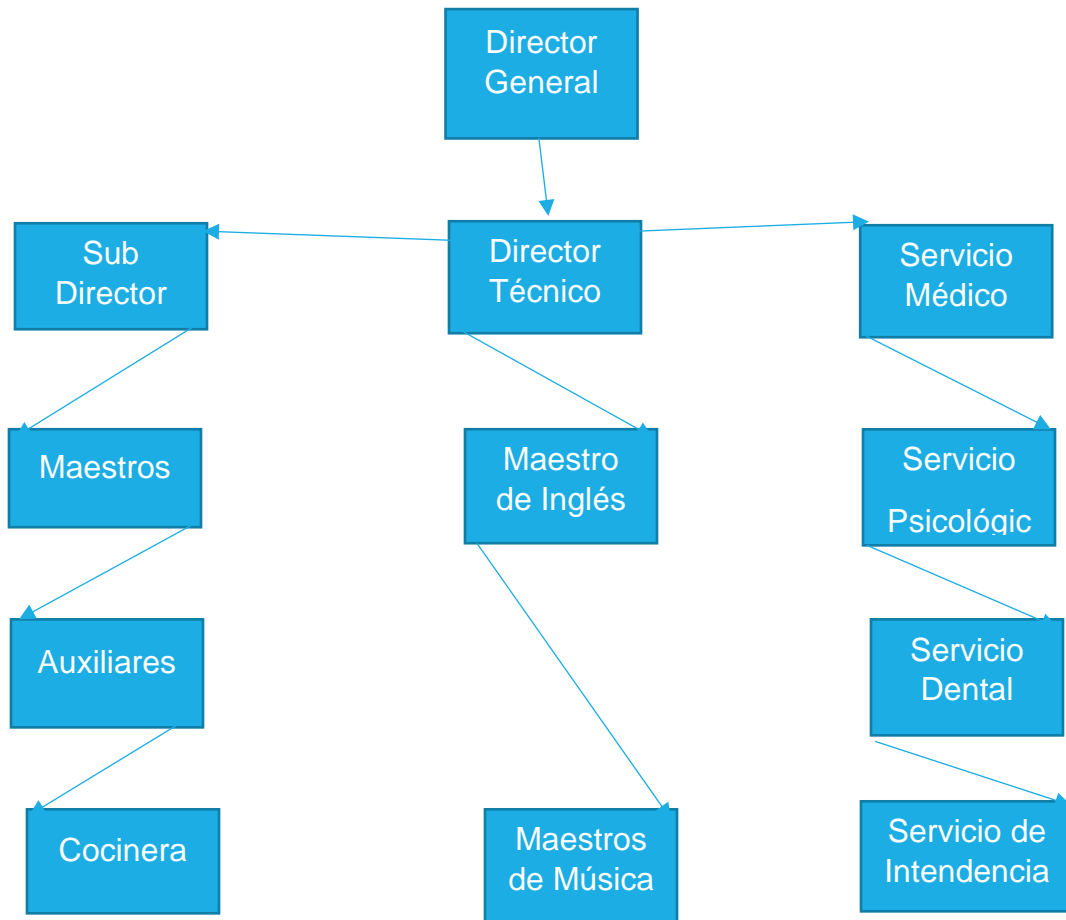 Director
General
Sub
Director
Director
Técnico
Servicio
Médico
Maestros
Maestro
de Inglés
Servicio
Psicológic
Auxiliares
Servicio
Dental
Cocinera
Maestros
de Música
Servicio de
Intendencia